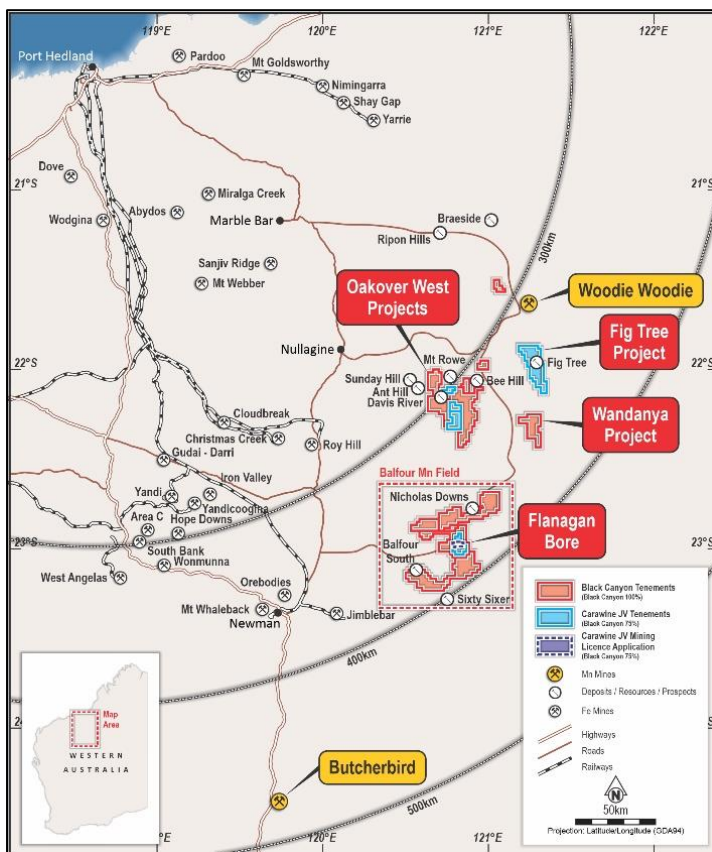 119°E
120°E
121°E
122°E
Port Hedland
Pardoo
Mt Goldsworthy
Nimingarra
Shay Gap
Yarrie
Dove
21°S
21°S
Miralga Creek
Abydos
Wodgina
Marble Bar
Braeside
Ripon Hills
300km
Sanjiv Ridge
Mt Webber
Oakover West
Projects
Woodie Woodie
Fig Tree
Project
Nullagine
Mt Rowe
22°S
22°S
Sunday Hill
Ant Hill
Davis River
Bee Hill
Fig Tree
Wandanya
Project
Cloudbreak
Christmas Creek
Roy Hill
Gudai - Darri
Iron Valley
Balfour Mn Field
Yandi
Yandicoogina
Nicholas Downs
Area C
Hope Downs
Flanagan
Bore
23°S
23°S
South Bank
Wonmunna
Balfour
South
West Angelas
Orebodies
Sixty Sixer
Mt Whaleback
Newman
Jimblebar
400km
24°
Butcherbird
500km
Map
Area
WESTERN
AUSTRALIA
Black Canyon Tenements
(Black Canyon 100%)
Carawine JV Tenements
(Black Canyon 75%)
Carawine JV Mining
Licence Application
(Black Canyon 75%)
Mn Mines
Deposits / Resources / Prospects
Fe Mines
Highways
Roads
Railways
N
50km
Projection: Latitude/Longitude (GDA94)
119°E
120°E
121°E
122°E